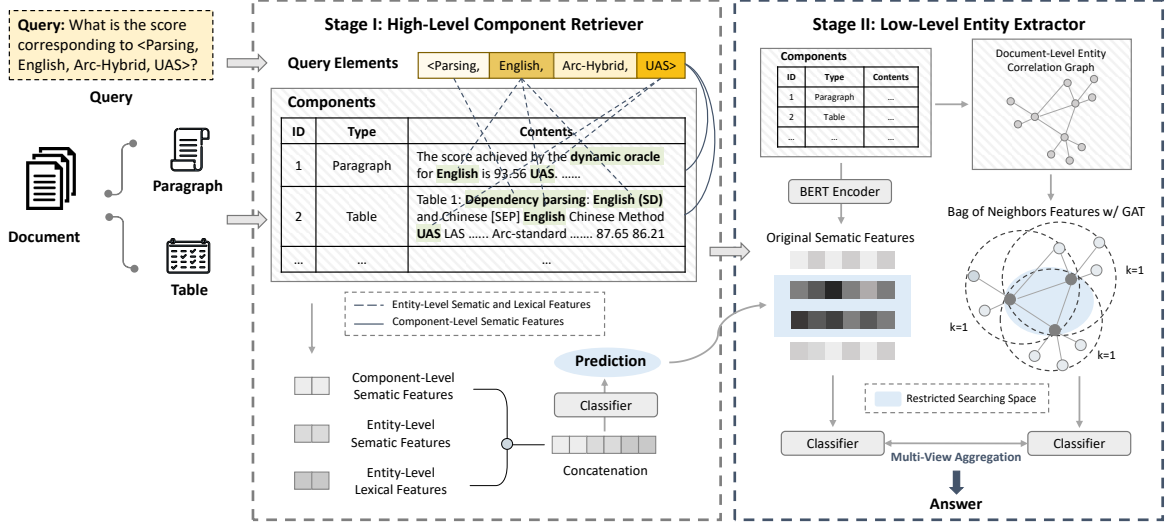 Query: What is the score
corresponding to <Parsing,
English, Arc-Hybrid, UAS>?
Query
Document
Paragraph
Table
Stage I: High-Level Component Retriever
Query Elements
<Parsing,
English,
Arc-Hybrid,
UAS>
Components
ID Type Contents
1 Paragraph
The score achieved by the dynamic oracle
for English is 93.56 UAS. ......
2 Table
Table 1: Dependency parsing: English (SD)
and Chinese [SEP] English Chinese Method
UAS LAS ...... Arc-standard ....... 87.65 86.21
... ... ...
Entity-Level Sematic and Lexical Features
Component-Level Sematic Features
Component-Level
Sematic Features
Entity-Level
Sematic Features
Entity-Level
Lexical Features
Prediction
Classifier
Concatenation
Stage II: Low-Level Entity Extractor
Components
ID Type Contents
1 Paragraph ...
2 Table ...
... ... ...
Document-Level Entity
Correlation Graph
BERT Encoder
Original Sematic Features
Bag of Neighbors Features w/ GAT
k=1
k=1
k=1
Restricted Searching Space
Classifier
Classifier
Multi-View Aggregation
Answer